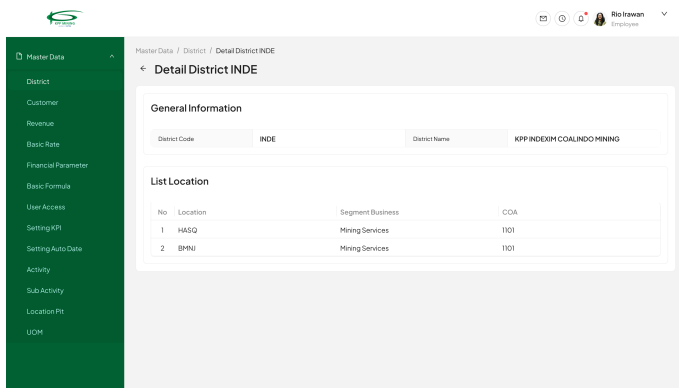 KPP MINING
Rio Irawan
Employee
Master Data
District
Customer
Revenue
Basic Rate
Financial Parameter
Basic Formula
User Access
Setting KPI
Setting Auto Date
Activity
Sub Activity
Location Pit
UOM
Master Data / District / Detail District INDE
← Detail District INDE
General Information
District Code INDE District Name KPP INDEXIM COALINDO MINING
List Location
No Location Segment Business COA
1 HASQ Mining Services 1101
2 BMNJ Mining Services 1101